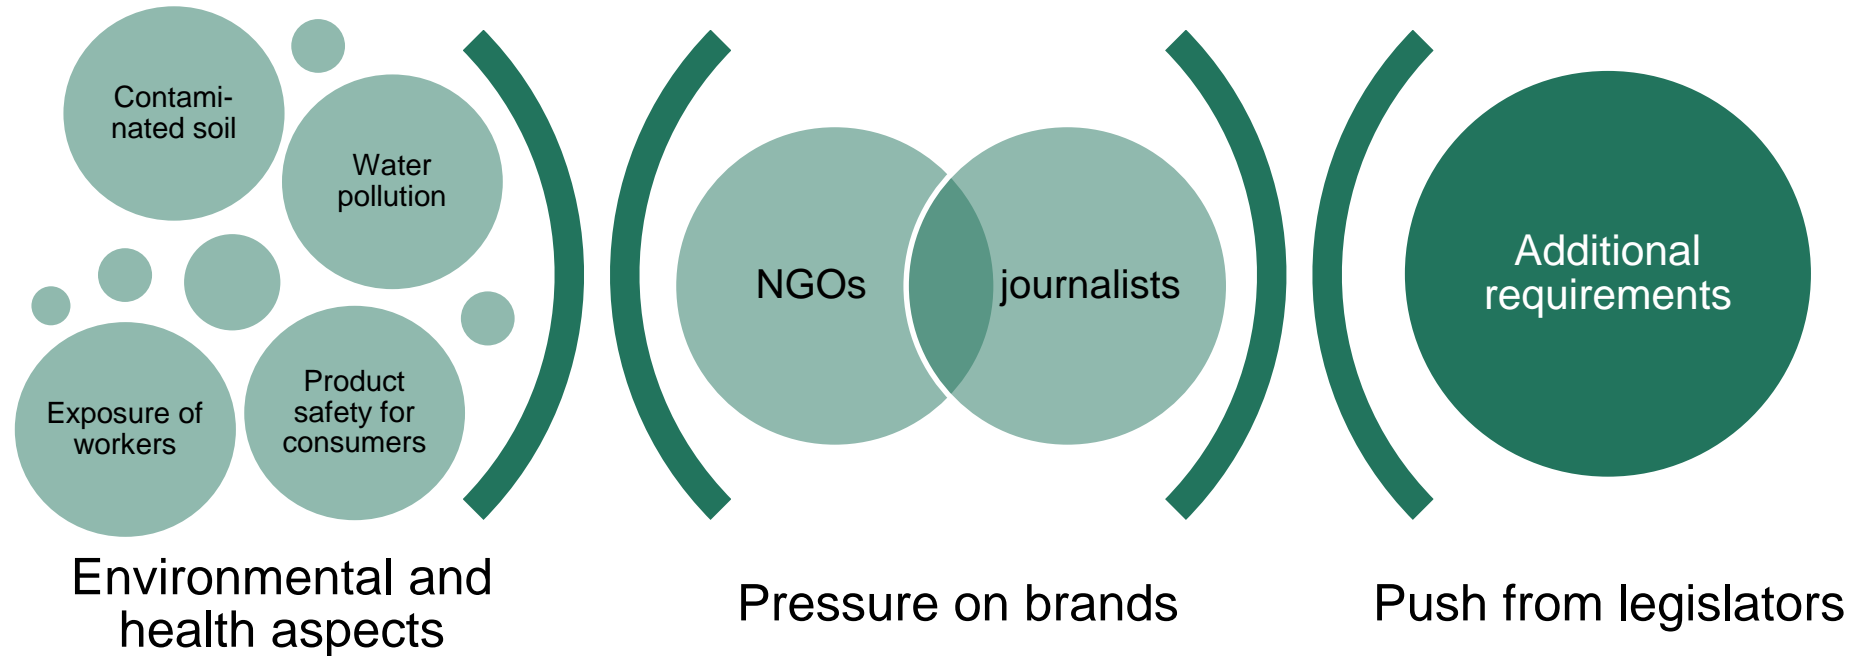 Contami-
nated soil
Water
pollution
Exposure of
workers
Product
safety for
consumers
Environmental and
health aspects
NGOs
journalists
Pressure on brands
Additional
requirements
Push from legislators